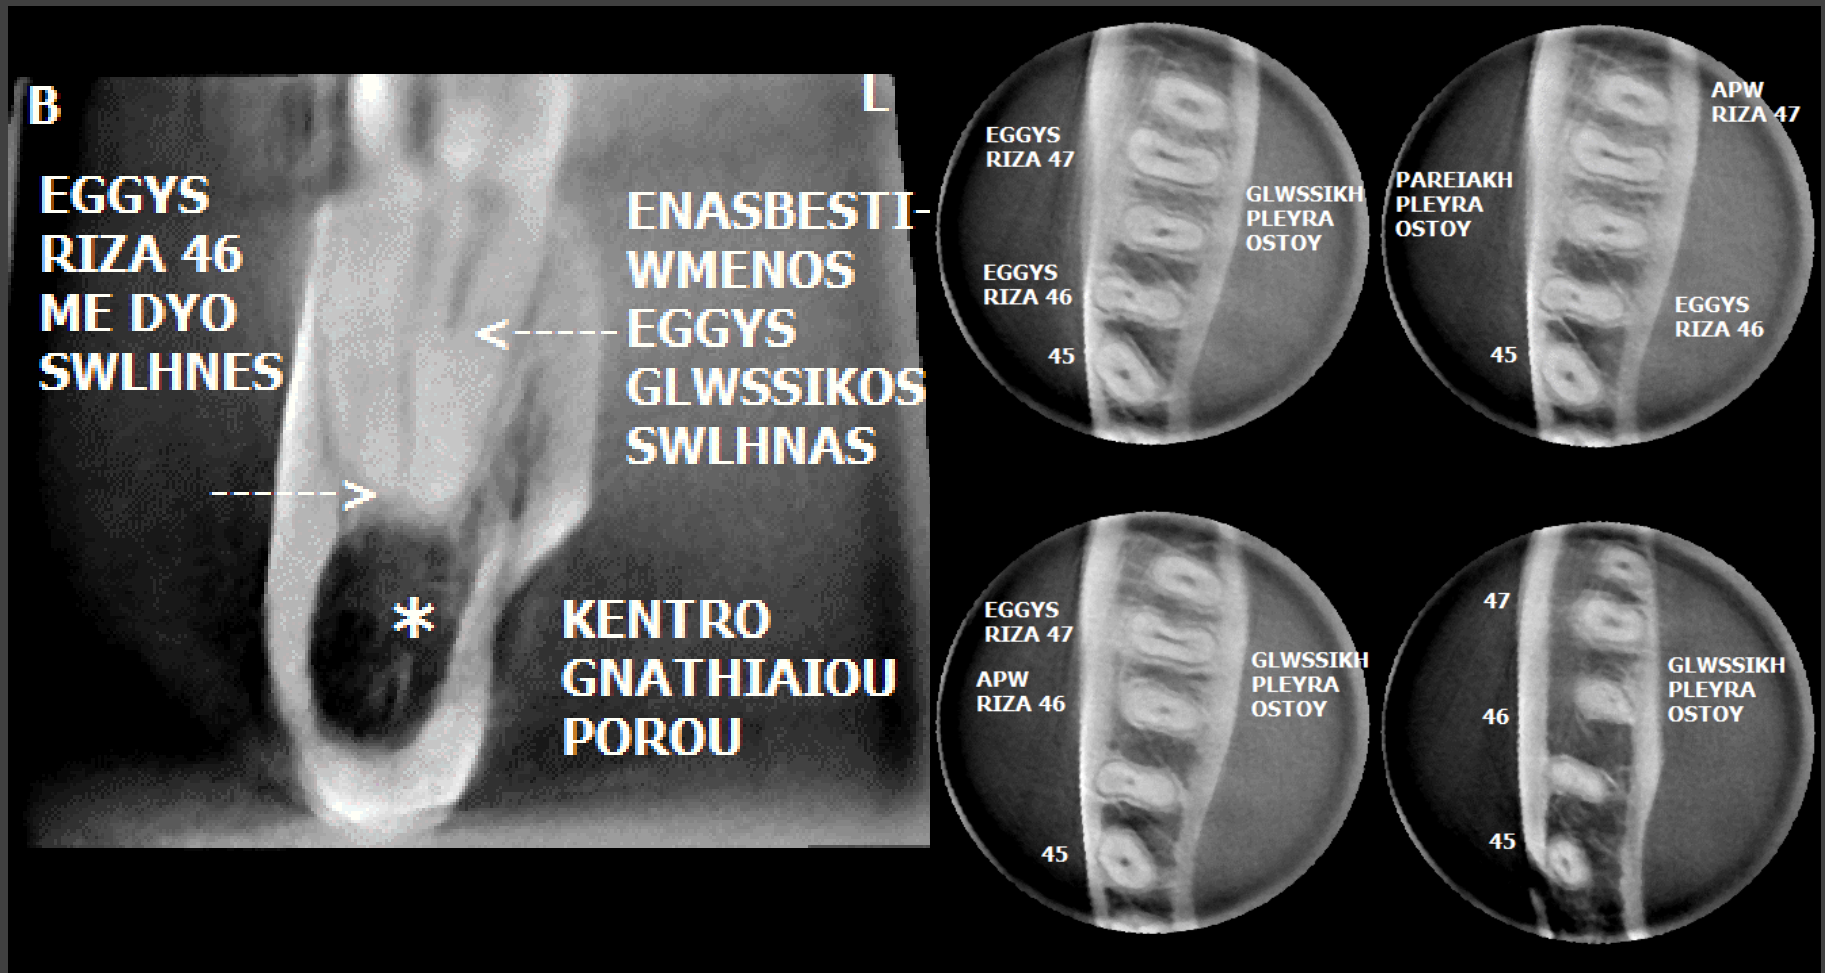 B
L
EGGYS
RIZA 46
ME DYO
SWLHNES
ENASBESTI-
WMENOS
EGGYS
GLWSSIKOS
SWLHNAS
*
KENTRO
GNATHIAIOU
POROU
EGGYS
RIZA 47
GLWSSIKH
PLEYRA
OSTOY
EGGYS
RIZA 46
45
APW
RIZA 47
PAREIAKH
PLEYRA
OSTOY
EGGYS
RIZA 46
45
EGGYS
RIZA 47
GLWSSIKH
PLEYRA
OSTOY
APW
RIZA 46
45
47
GLWSSIKH
PLEYRA
OSTOY
46
45